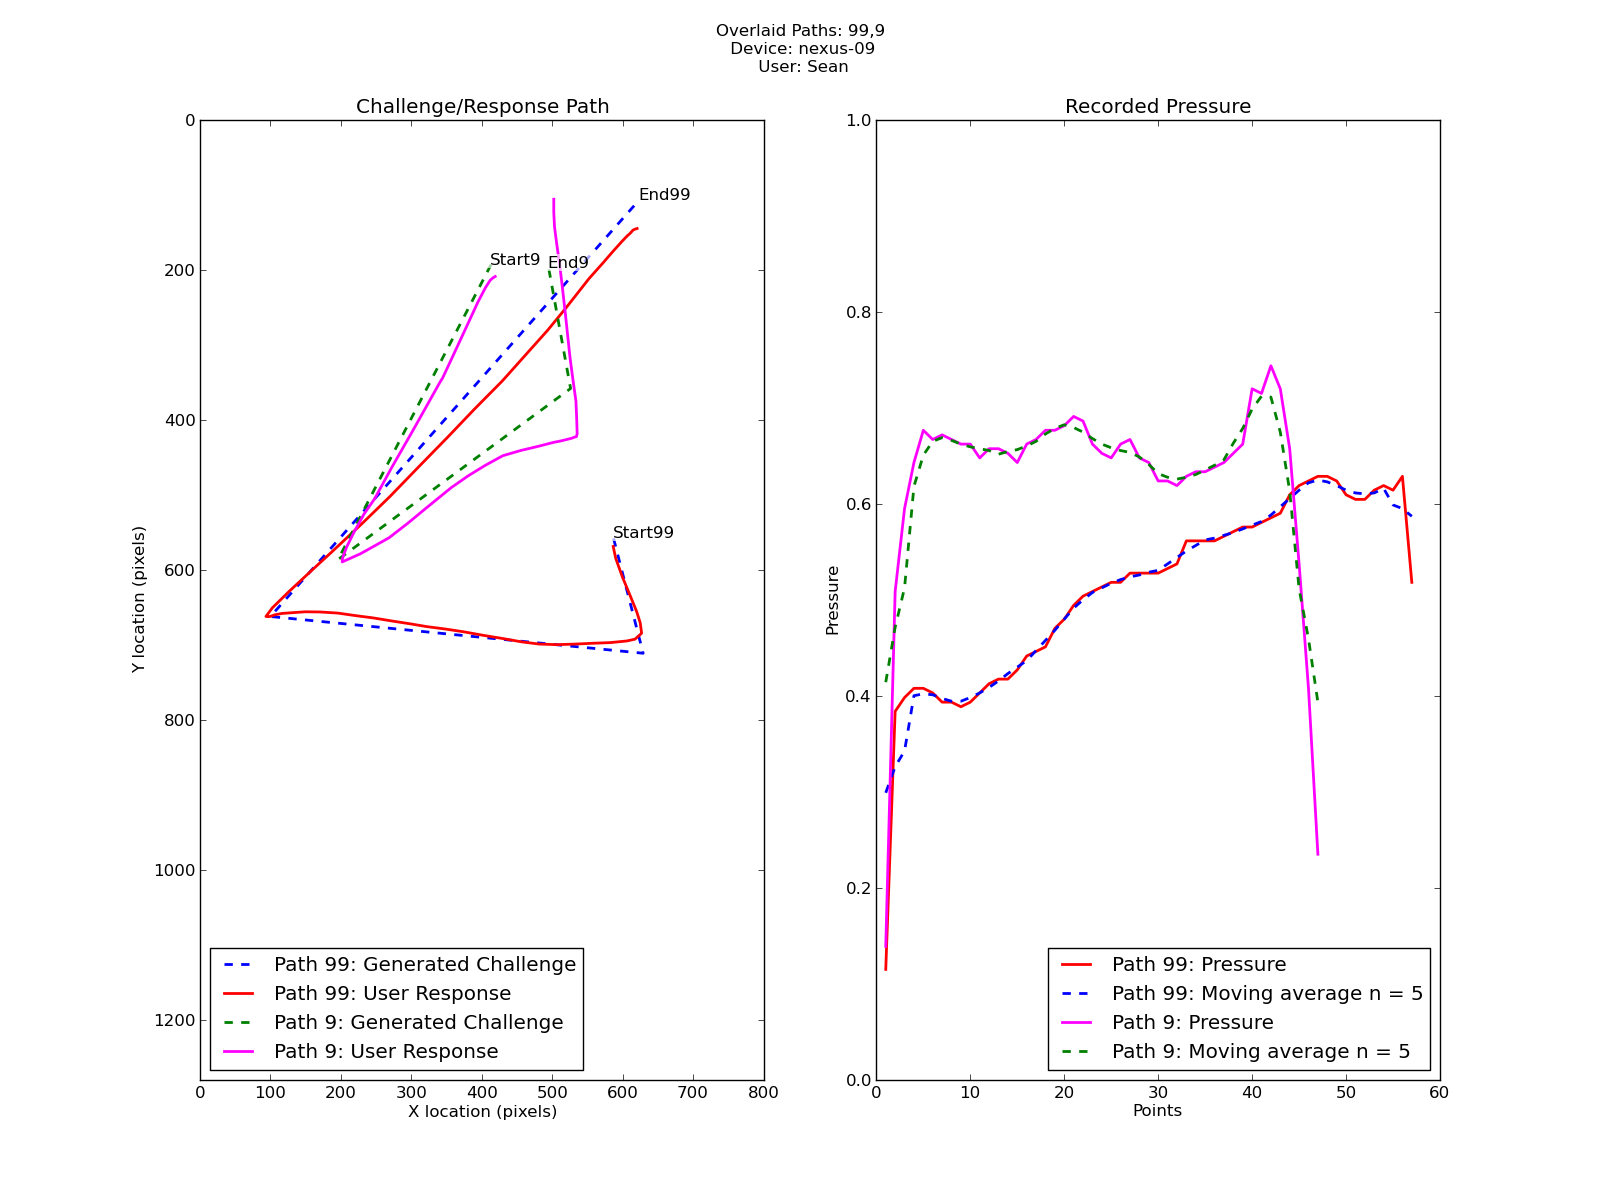 Overlaid Paths: 99,9
Device: nexus-09
User: Sean
Challenge/Response Path
0
200
400
600
800
1000
1200
Y location (pixels)
End99
Start9
End9
Start99
Path 99: Generated Challenge
Path 99: User Response
Path 9: Generated Challenge
Path 9: User Response
0 100 200 300 400 500 600 700 800
X location (pixels)
Recorded Pressure
1.0
0.8
0.6
0.4
0.2
0.0
Pressure
Path 99: Pressure
Path 99: Moving average n = 5
Path 9: Pressure
Path 9: Moving average n = 5
0 10 20 30 40 50 60
Points